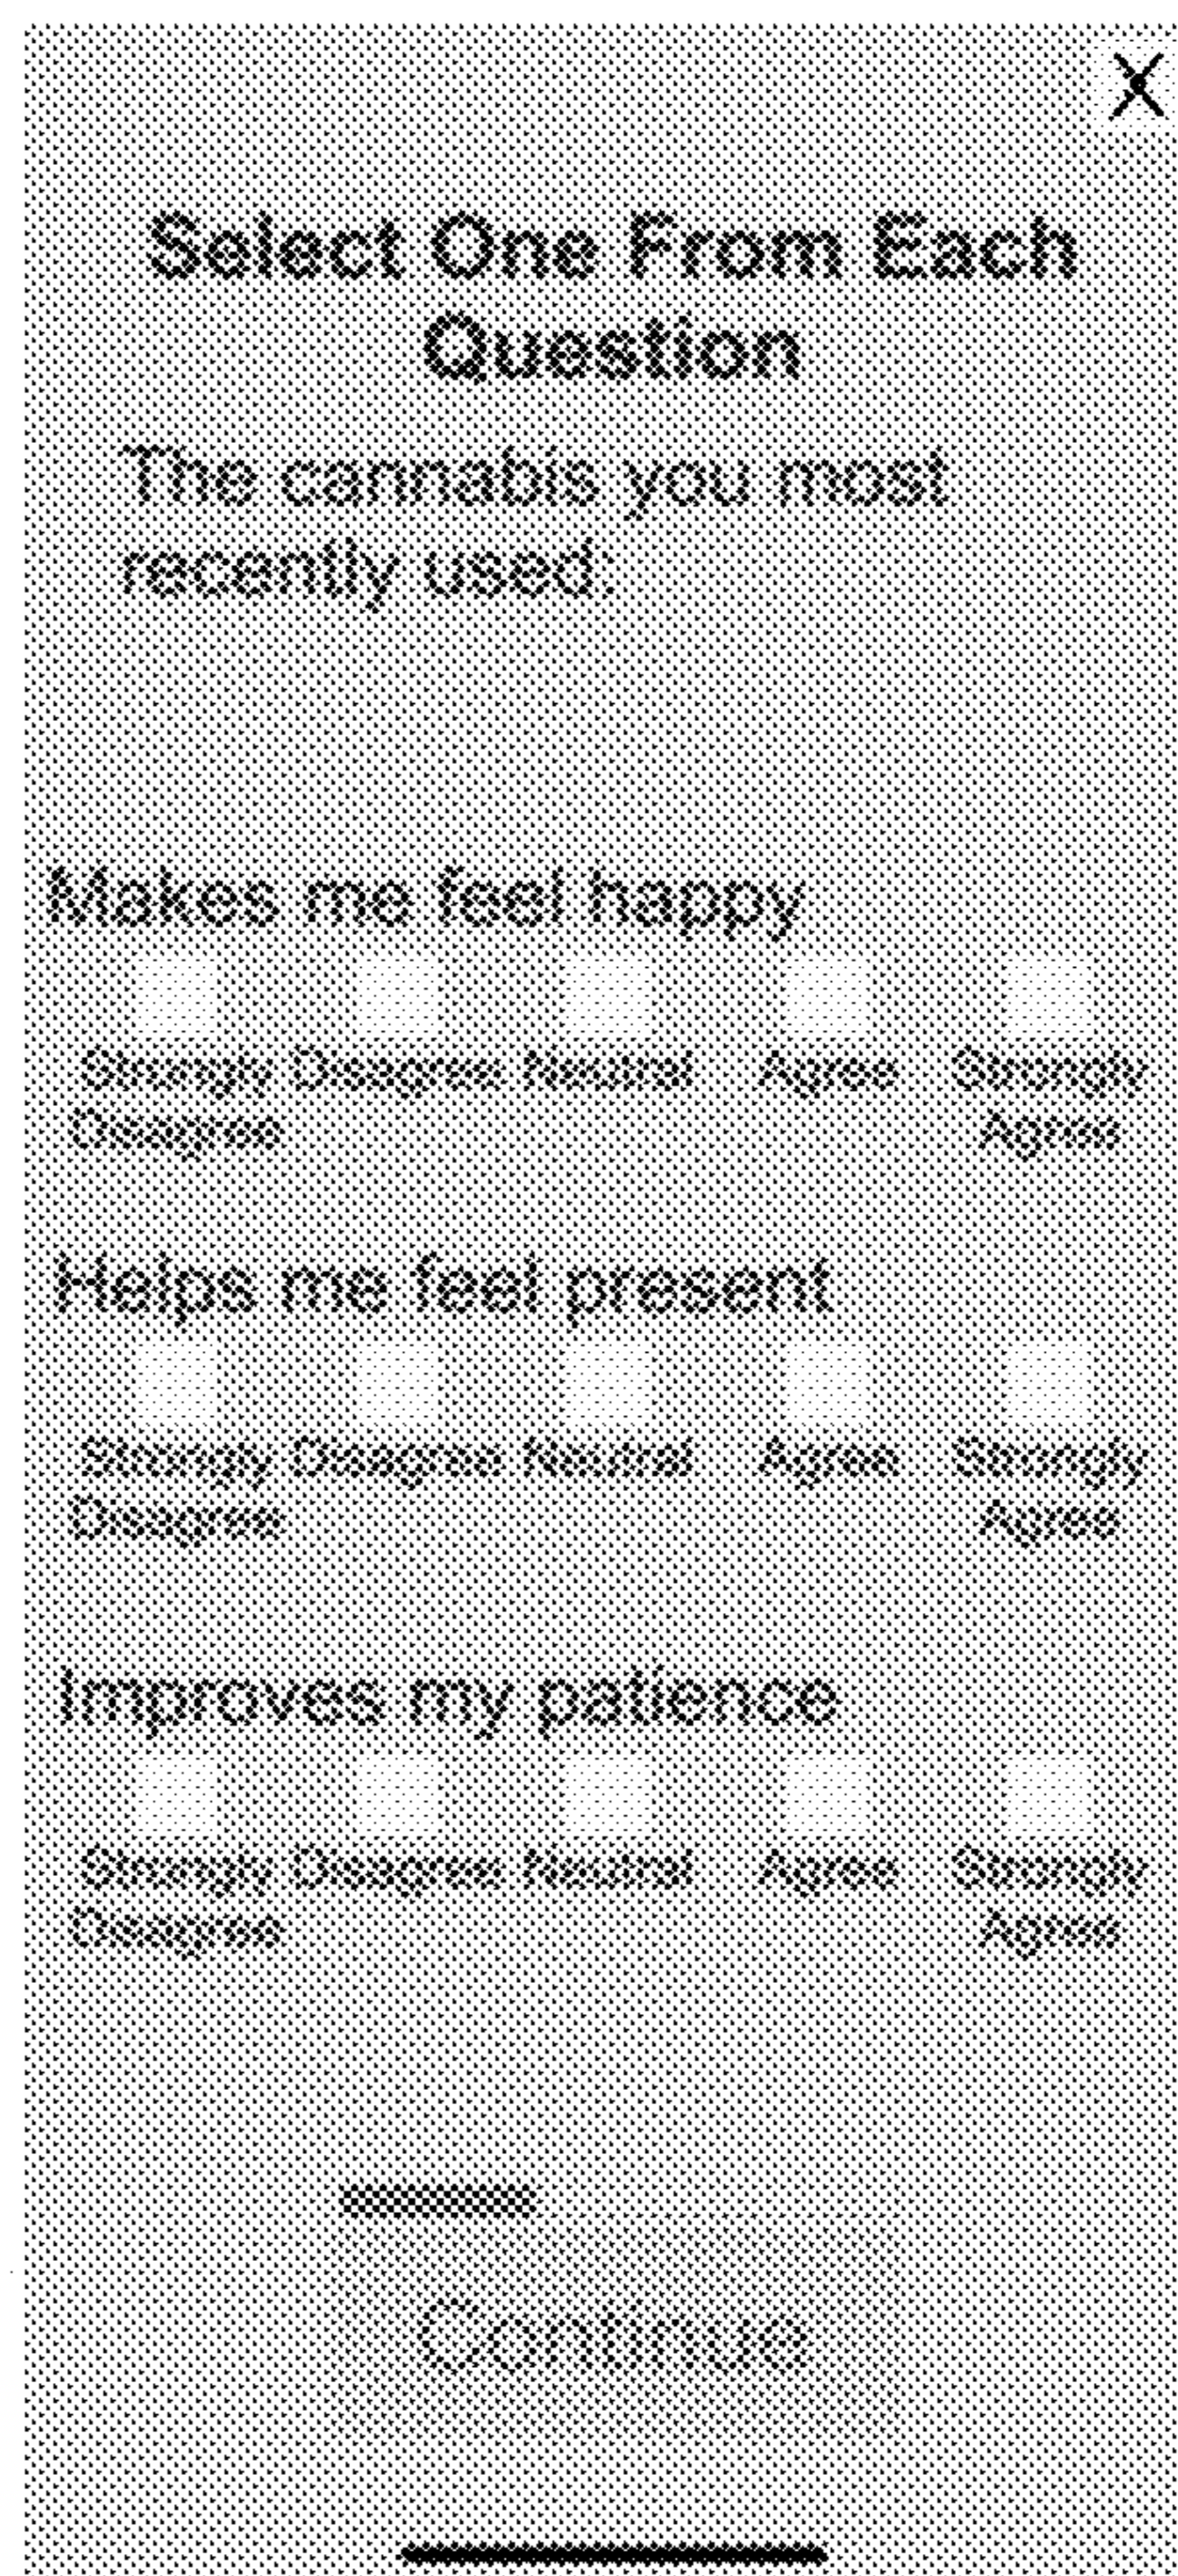 X
Select One From Each
Question
The cannabis you most
recently used:
Makes me feel happy
Strongly Disagree Neutral Agree Strongly
Disagree Agree
Helps me feel present
Strongly Disagree Neutral Agree Strongly
Disagree Agree
Improves my patience
Strongly Disagree Neutral Agree Strongly
Disagree Agree
Continue